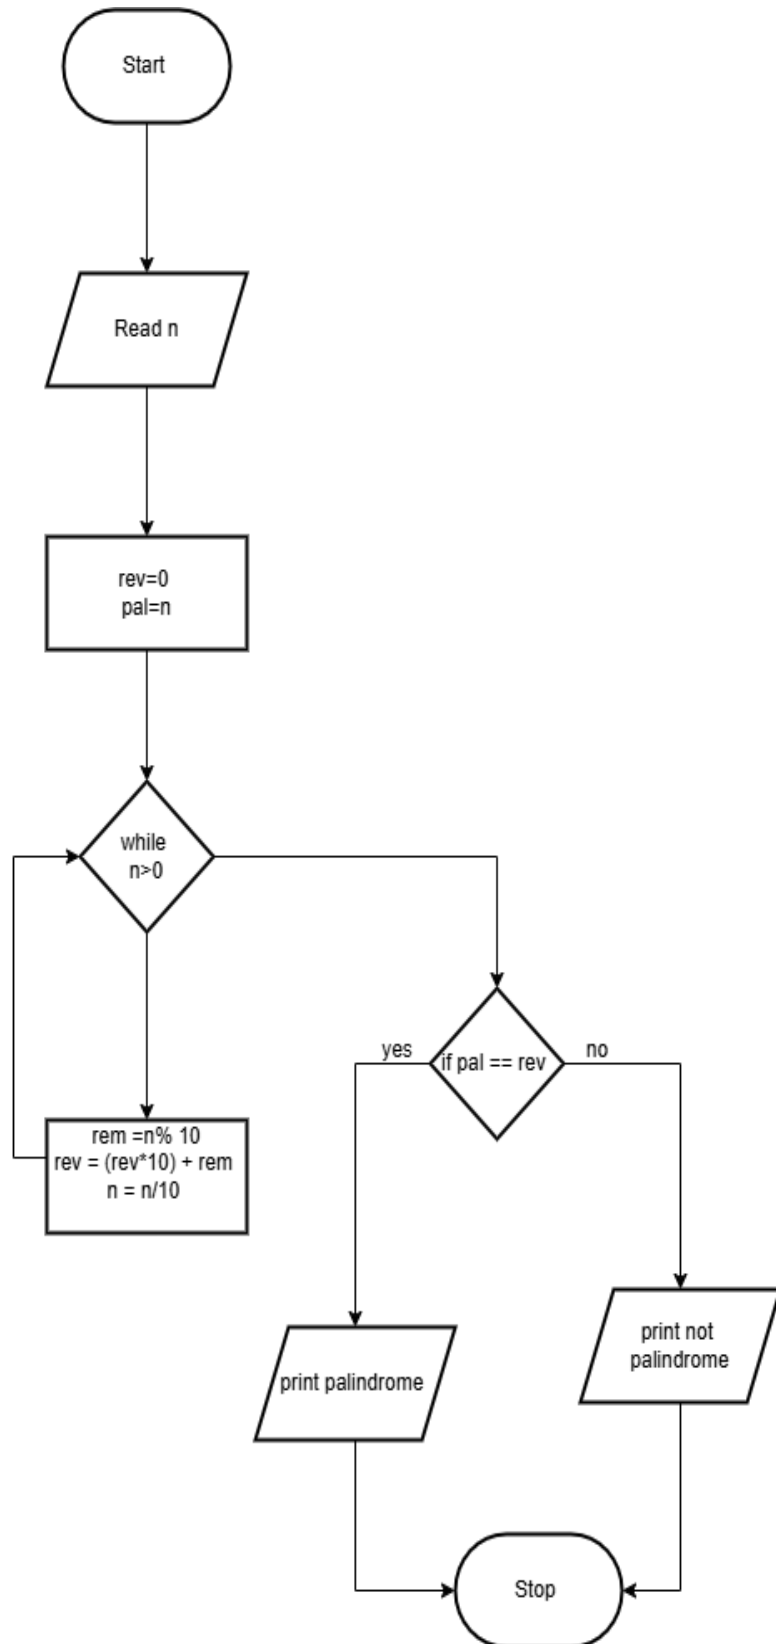 Start
Read n
rev=0
pal=n
while
n>0
rem =n% 10
rev = (rev*10) + rem
n = n/10
yes
if pal == rev
no
print palindrome
print not
palindrome
Stop